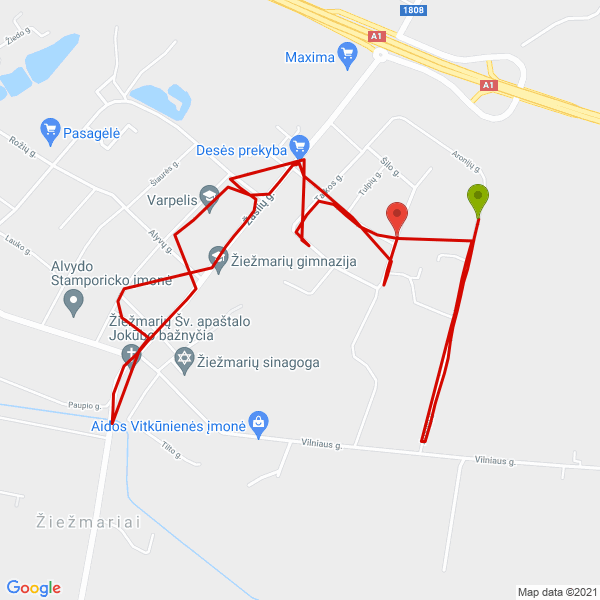 Žiedo g.
1808
A1
Maxima
A1
Pasagėlė
Rožių g.
Desės prekyba
Šilo g.
Aronijų g.
Šiaurės g.
Tulpių g.
Taikos g.
Varpelis
Žaslių g.
Alyvų g.
Lauko g.
Alvydo
Stamporicko įmonė
Žiežmarių gimnazija
Žiežmarių Šv. apaštalo
Jokūbo bažnyčia
Žiežmarių sinagoga
Paupio g.
Aidos Vitkūnienės įmonė
Tilto g.
Vilniaus g.
Vilniaus g.
Žiežmariai
Google
Map data ©2021